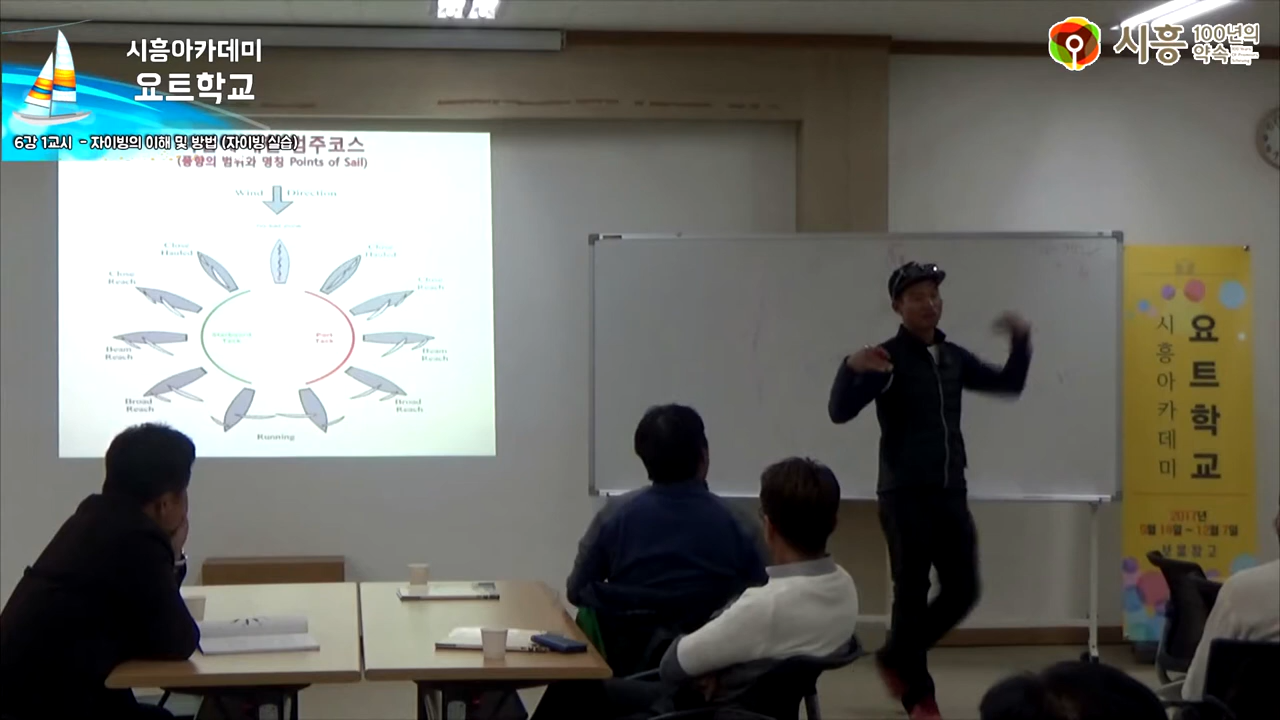 시흥아카데미
요트학교
6강 1교시 - 자이빙의 이해 및 방법 (자이빙 실습)
시흥 100년의 약속
범주코스
(풍향의 범위와 명칭 Points of Sail)
Wind Direction
Close Hauled
Close Hauled
Close Reach
Close Reach
Port Tack
Beam Reach
Beam Reach
Broad Reach
Broad Reach
Running
시흥아카데미
요트학교
2017년